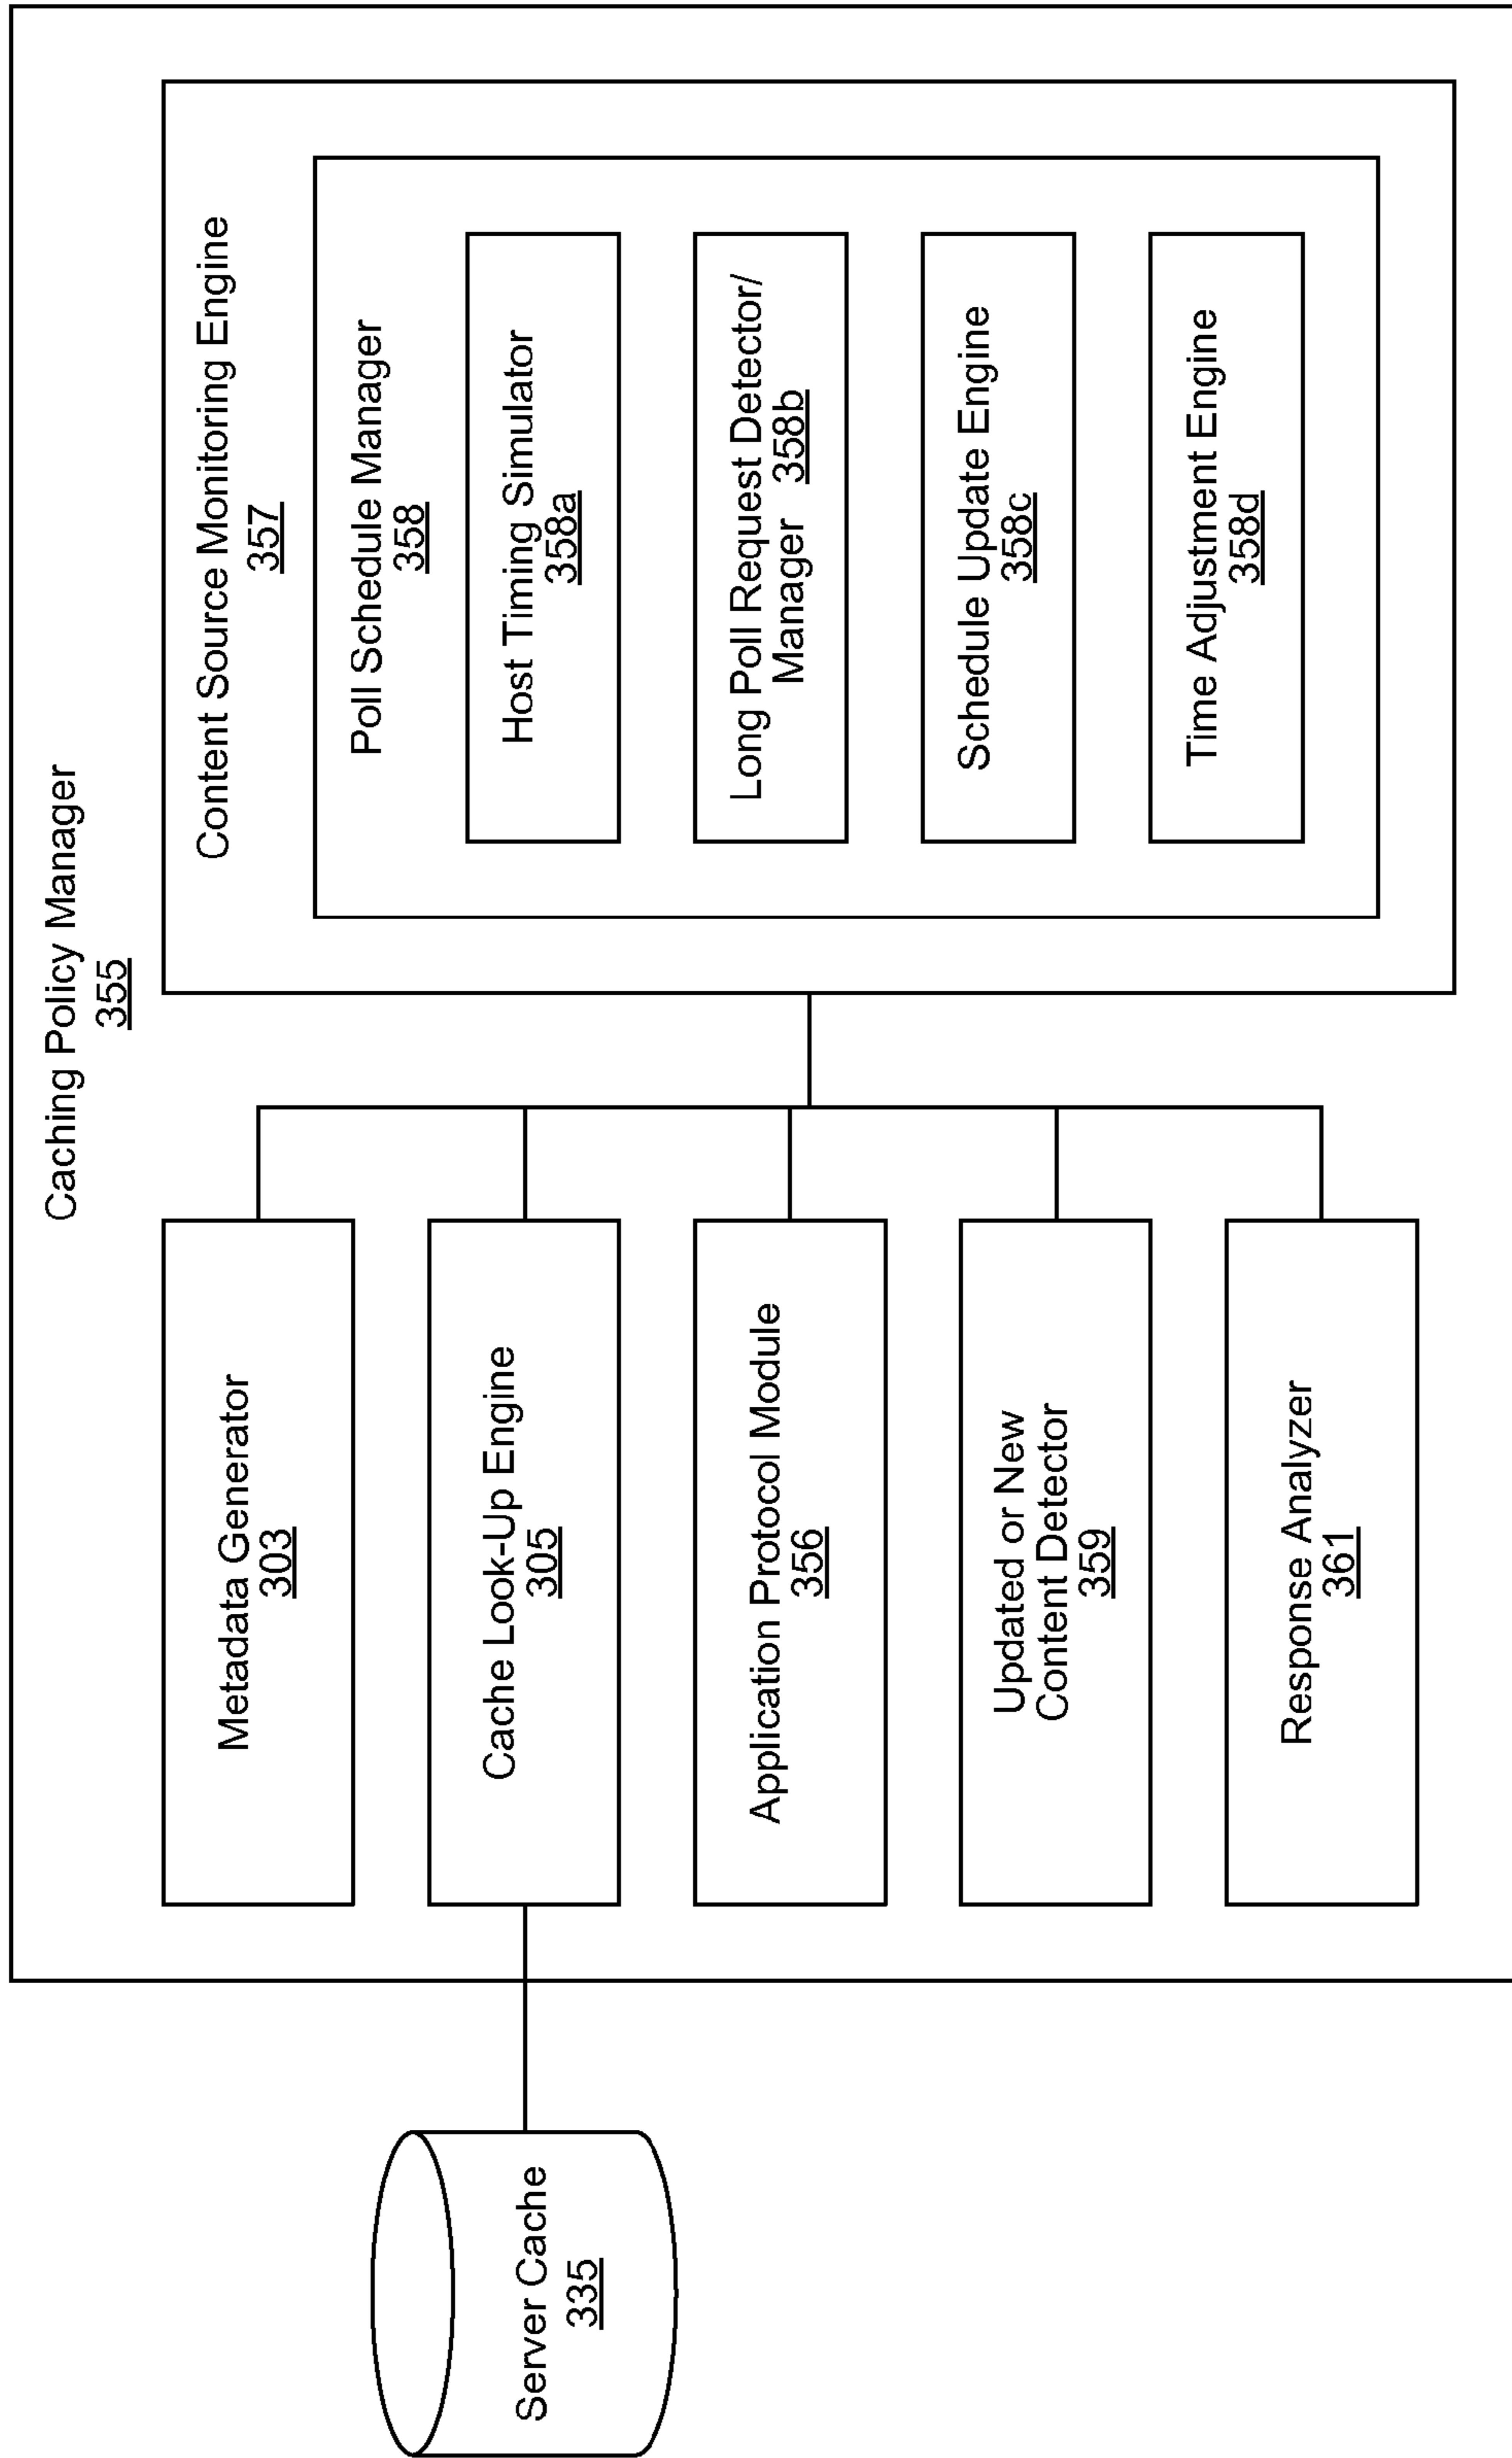 Caching Policy Manager
355
Server Cache
335
Metadata Generator
303
Cache Look-Up Engine
305
Application Protocol Module
356
Updated or New
Content Detector
359
Response Analyzer
361
Content Source Monitoring Engine
357
Poll Schedule Manager
358
Host Timing Simulator
358a
Long Poll Request Detector/
Manager 358b
Schedule Update Engine
358c
Time Adjustment Engine
358d